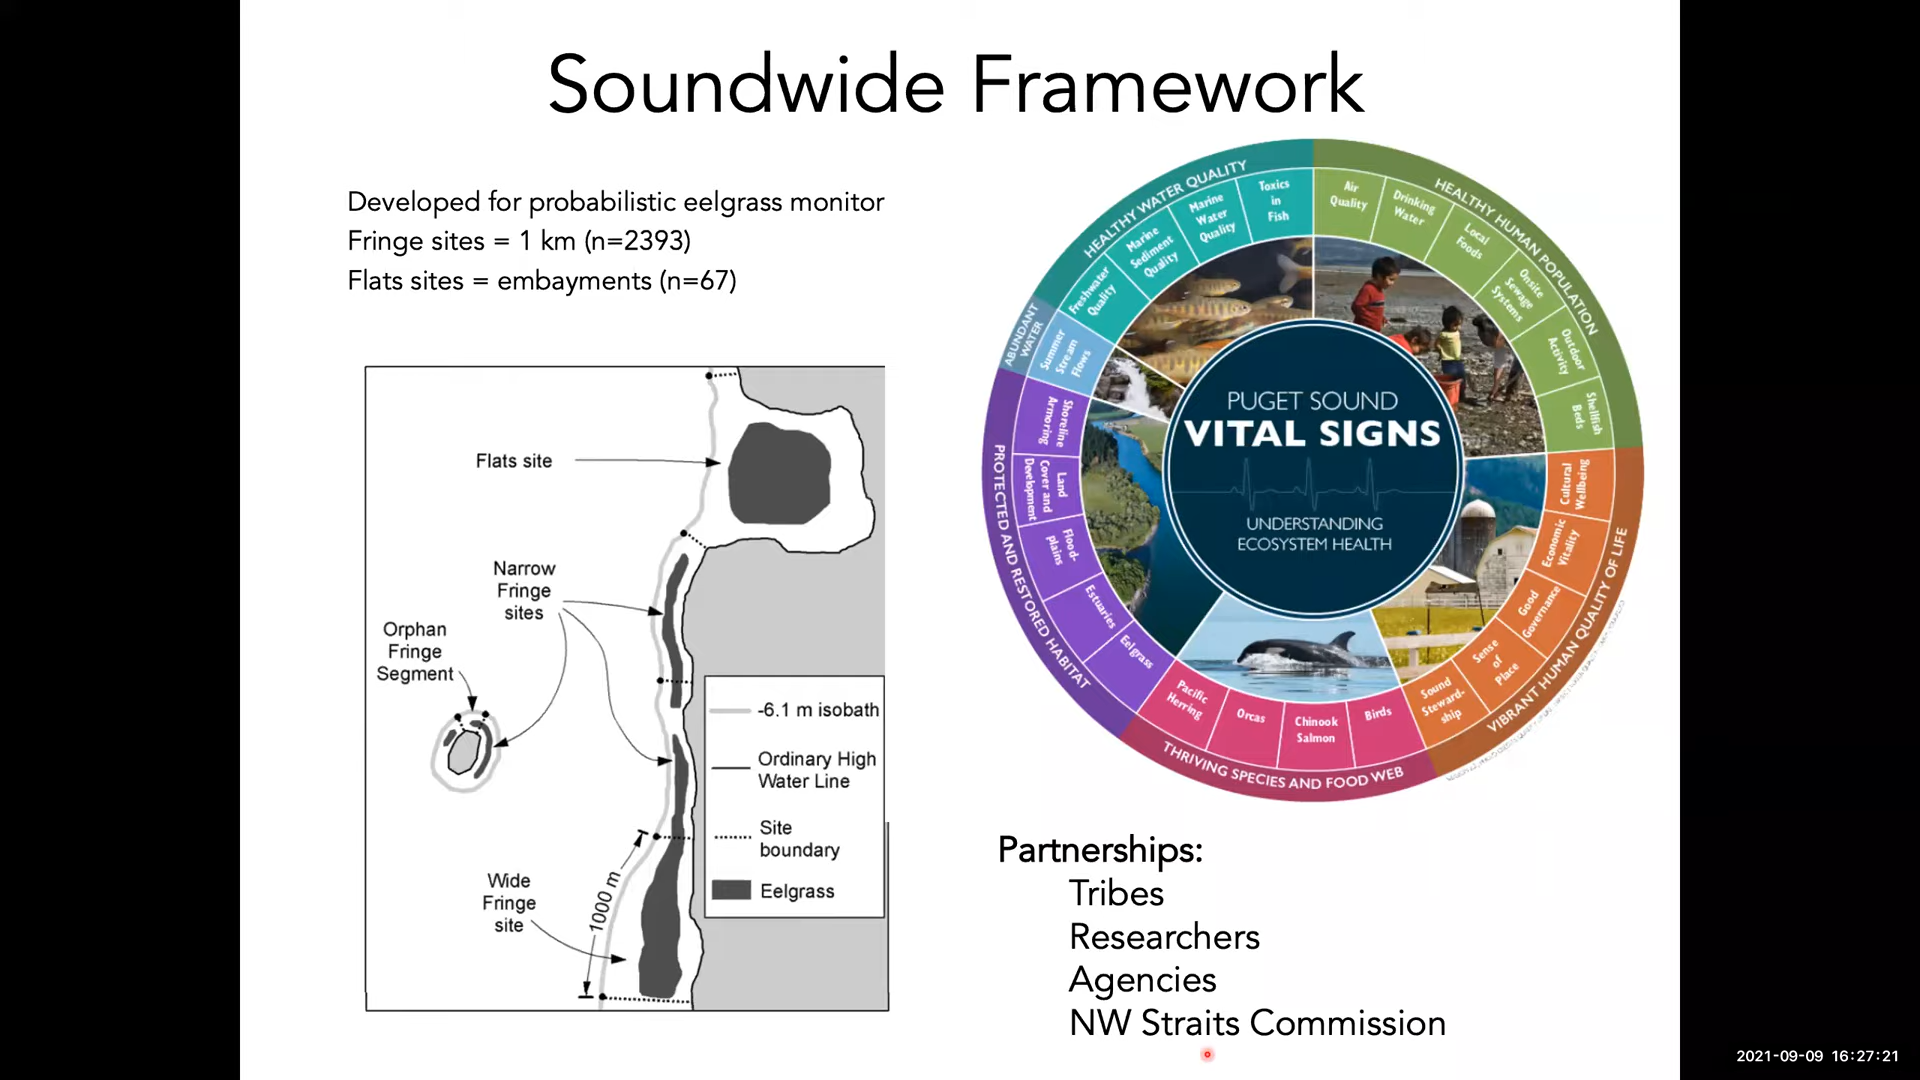 Soundwide Framework
Developed for probabilistic eelgrass monitor
Fringe sites = 1 km (n=2393)
Flats sites = embayments (n=67)
Flats site
Narrow
Fringe
sites
Orphan
Fringe
Segment
Wide
Fringe
site
1000 m
-6.1 m isobath
Ordinary High
Water Line
Site
boundary
Eelgrass
HEALTHY WATER QUALITY
Freshwater
Quality
Marine
Sediment
Quality
Marine
Water
Quality
Toxics
in
Fish
HEALTHY HUMAN POPULATION
Air
Quality
Drinking
Water
Local
Foods
Onsite
Sewage
Systems
Outdoor
Activity
Shellfish
Beds
VIBRANT HUMAN QUALITY OF LIFE
Cultural
Wellbeing
Economic
Vitality
Good
Governance
Sense
of
Place
Sound
Steward-
ship
THRIVING SPECIES AND FOOD WEB
Birds
Chinook
Salmon
Orcas
Pacific
Herring
PROTECTED AND RESTORED HABITAT
Eelgrass
Estuaries
Flood-
plains
Land
Cover and
Development
Shoreline
Armoring
ABUNDANT
WATER
Summer
Stream
Flows
PUGET SOUND
VITAL SIGNS
UNDERSTANDING
ECOSYSTEM HEALTH
Partnerships:
Tribes
Researchers
Agencies
NW Straits Commission
2021-09-09 16:27:21